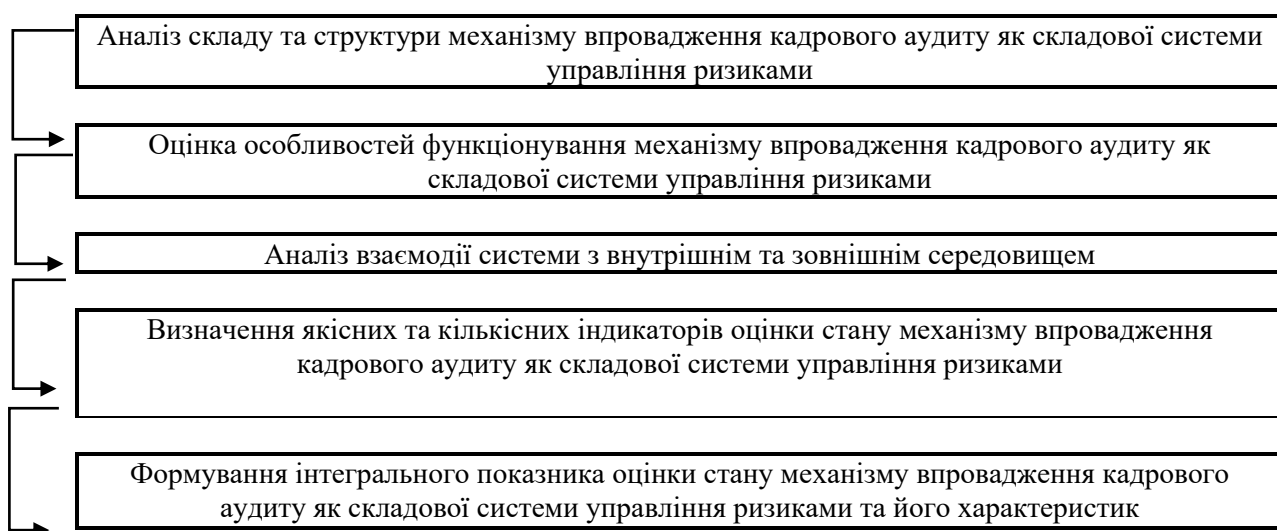 Аналіз складу та структури механізму впровадження кадрового аудиту як складової системи
управління ризиками
Оцінка особливостей функціонування механізму впровадження кадрового аудиту як
складової системи управління ризиками
Аналіз взаємодії системи з внутрішнім та зовнішнім середовищем
Визначення якісних та кількісних індикаторів оцінки стану механізму впровадження
кадрового аудиту як складової системи управління ризиками
Формування інтегрального показника оцінки стану механізму впровадження кадрового
аудиту як складової системи управління ризиками та його характеристик